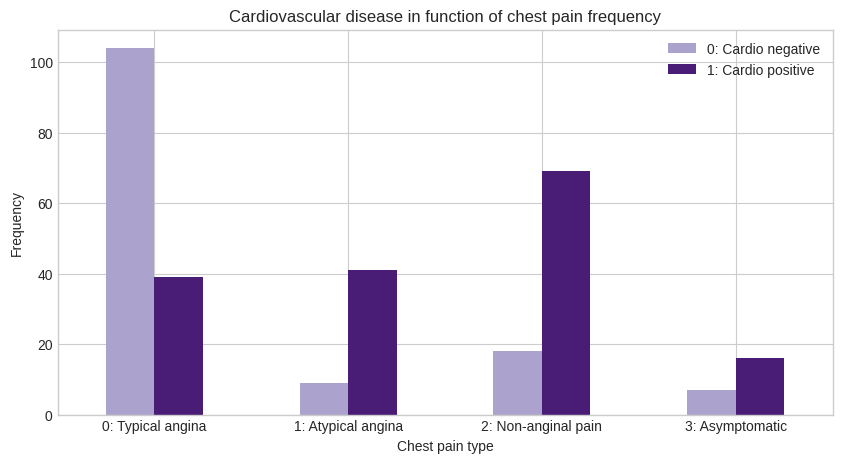 Cardiovascular disease in function of chest pain frequency
0: Cardio negative
1: Cardio positive
Frequency
100
80
60
40
20
0
0: Typical angina
1: Atypical angina
2: Non-anginal pain
3: Asymptomatic
Chest pain type